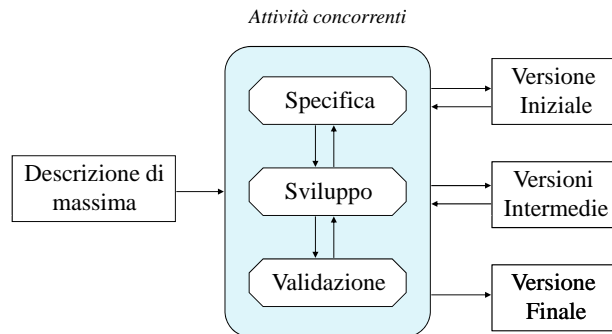 Attività concorrenti
Specifica
Sviluppo
Validazione
Descrizione di
massima
Versione
Iniziale
Versioni
Intermedie
Versione
Finale